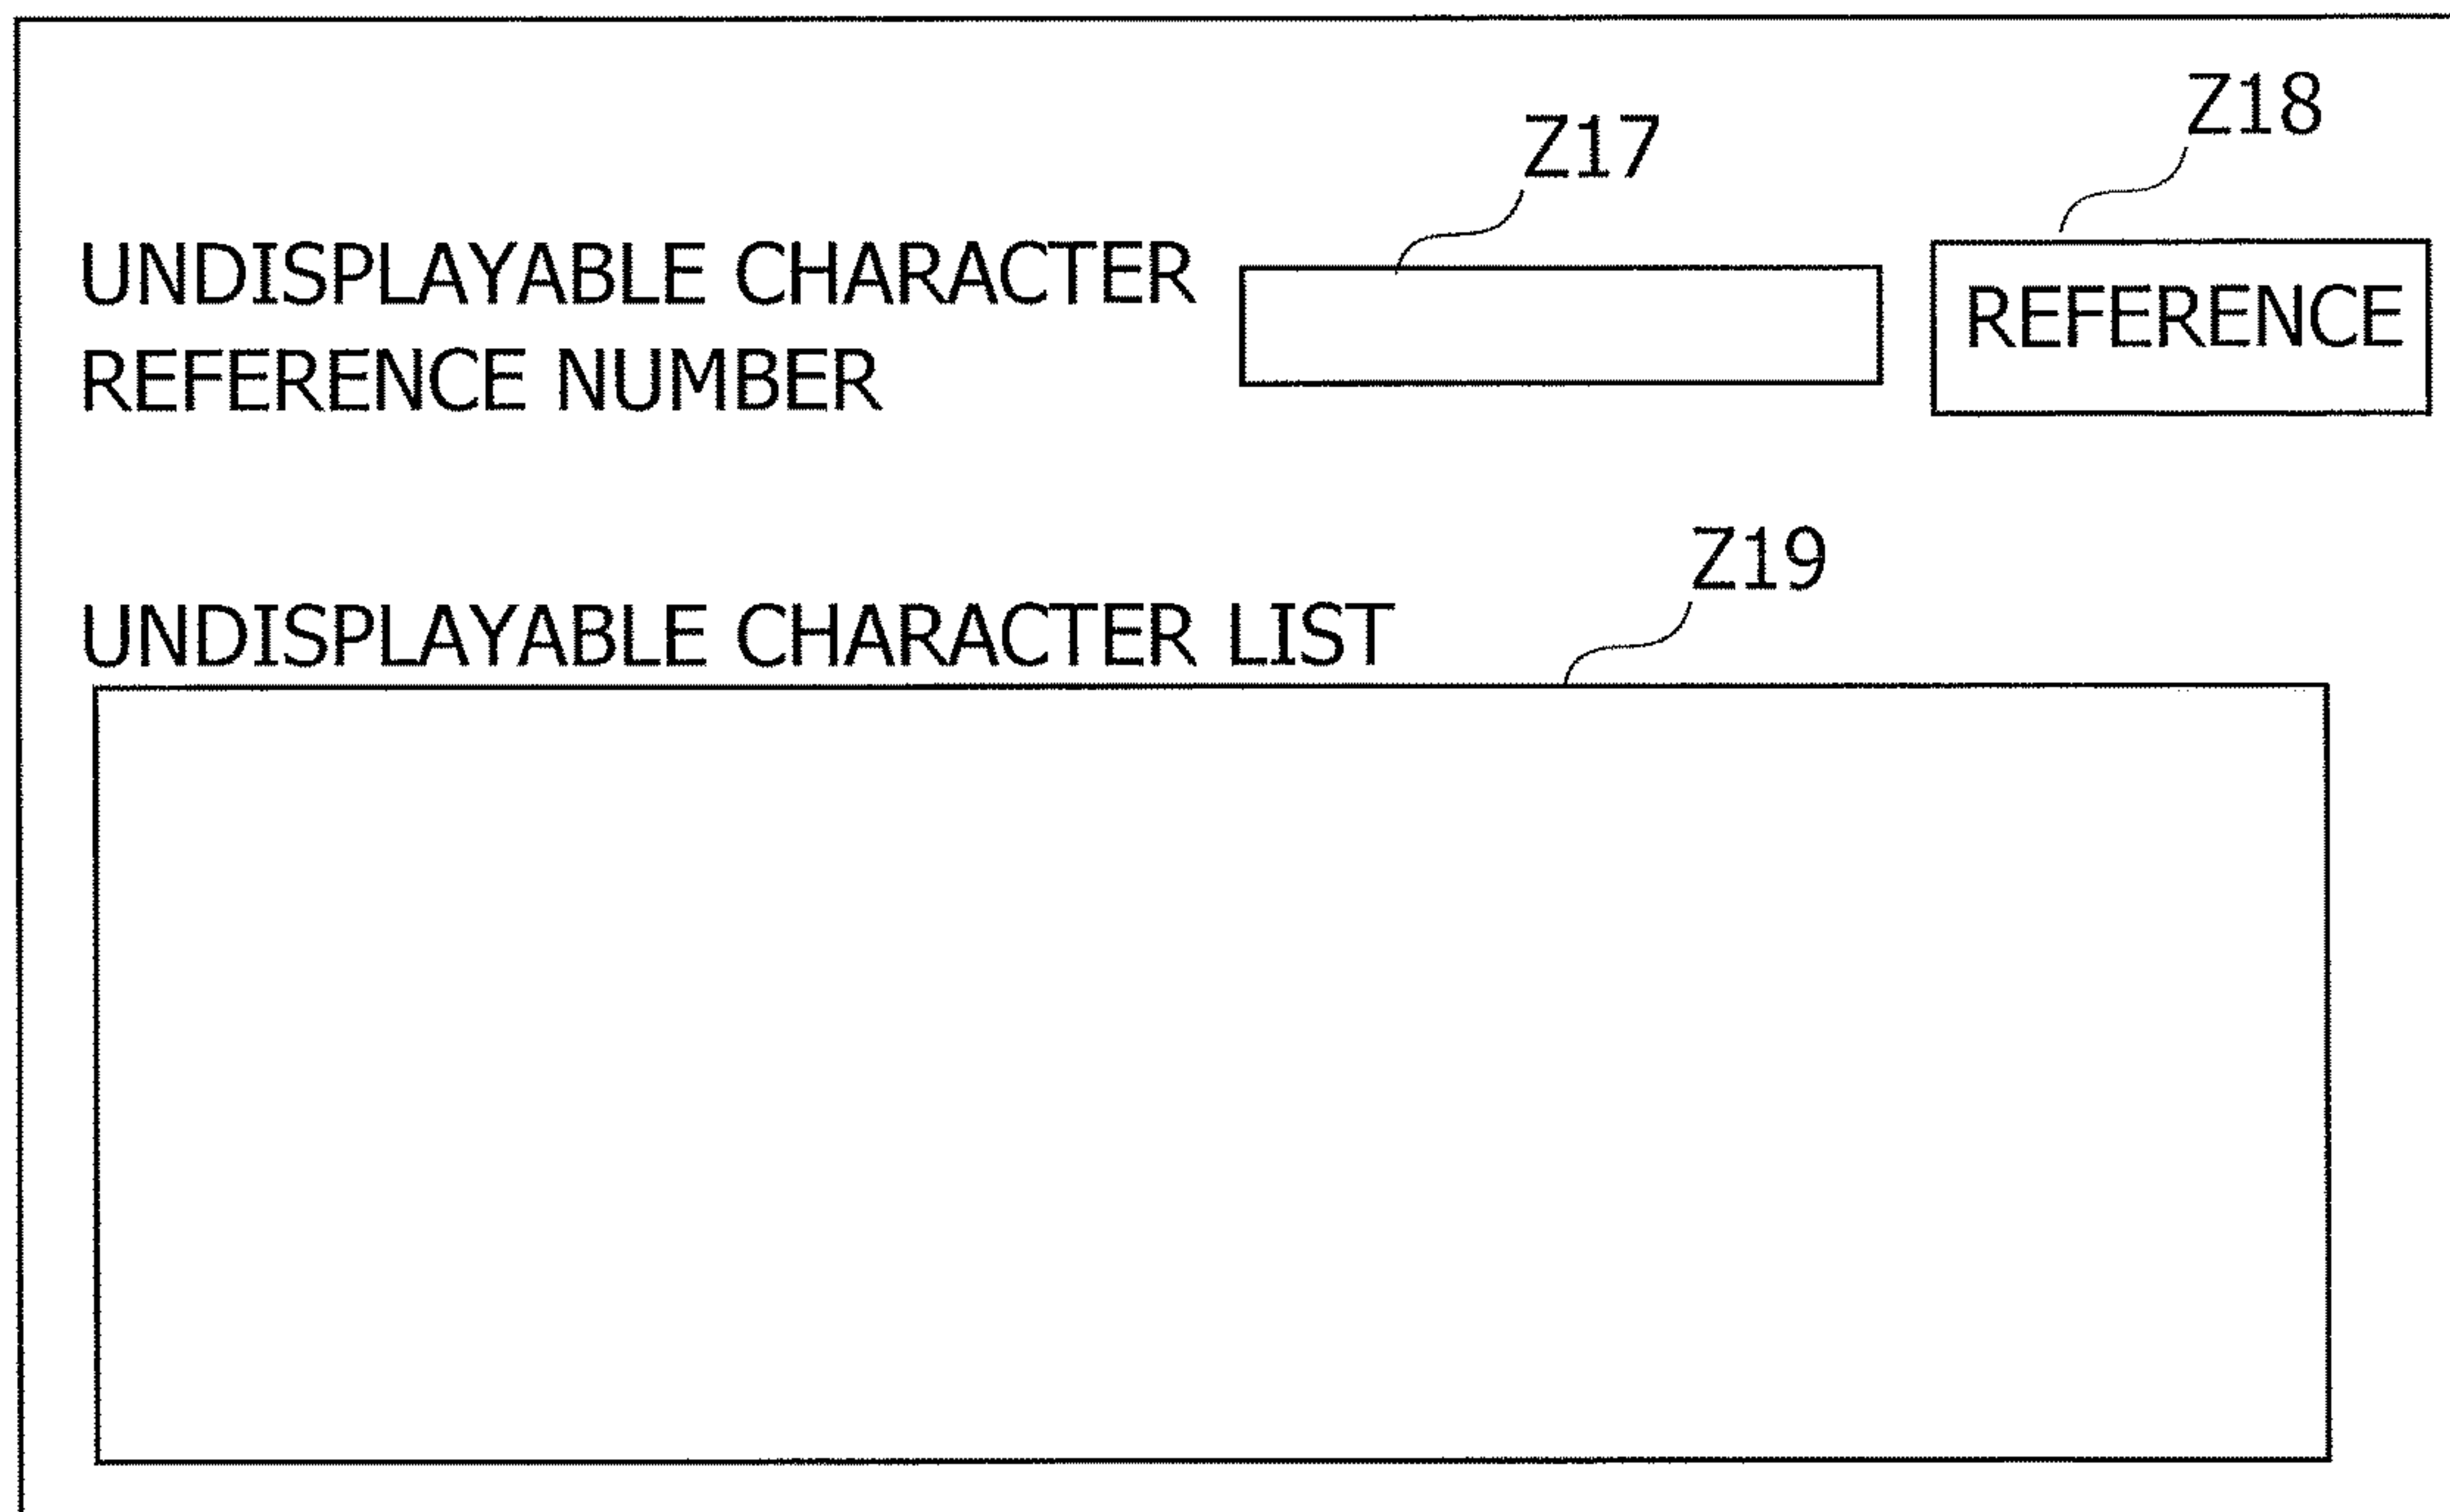 Z18
Z17
UNDISPLAYABLE CHARACTER
REFERENCE NUMBER
REFERENCE
Z19
UNDISPLAYABLE CHARACTER LIST